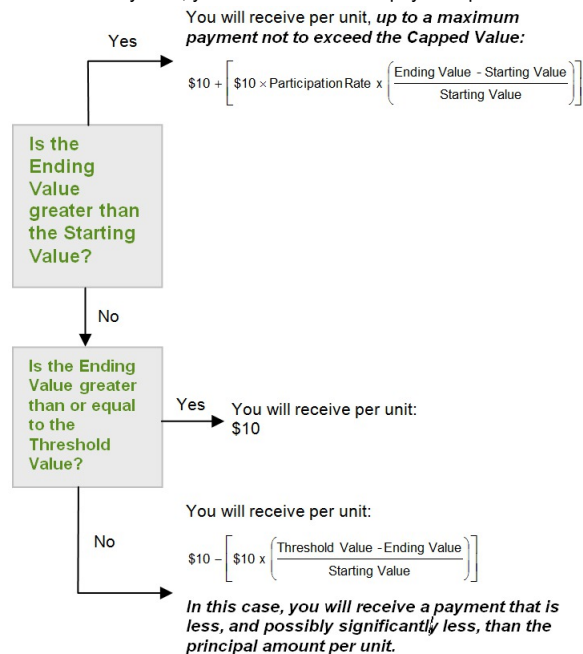 You will receive per unit, up to a maximum
Yes
payment not to exceed the Capped Value:
$10 + [$10 × Participation Rate x (Ending Value - Starting Value
Starting Value)]
Is the
Ending
Value
greater than
the Starting
Value?
No
Is the Ending
Value greater
than or equal
to the
Threshold
Value?
Yes
You will receive per unit:
$10
You will receive per unit:
No
$10 – [$10 x (Threshold Value - Ending Value
Starting Value)]
In this case, you will receive a payment that is
less, and possibly significantly less, than the
principal amount per unit.